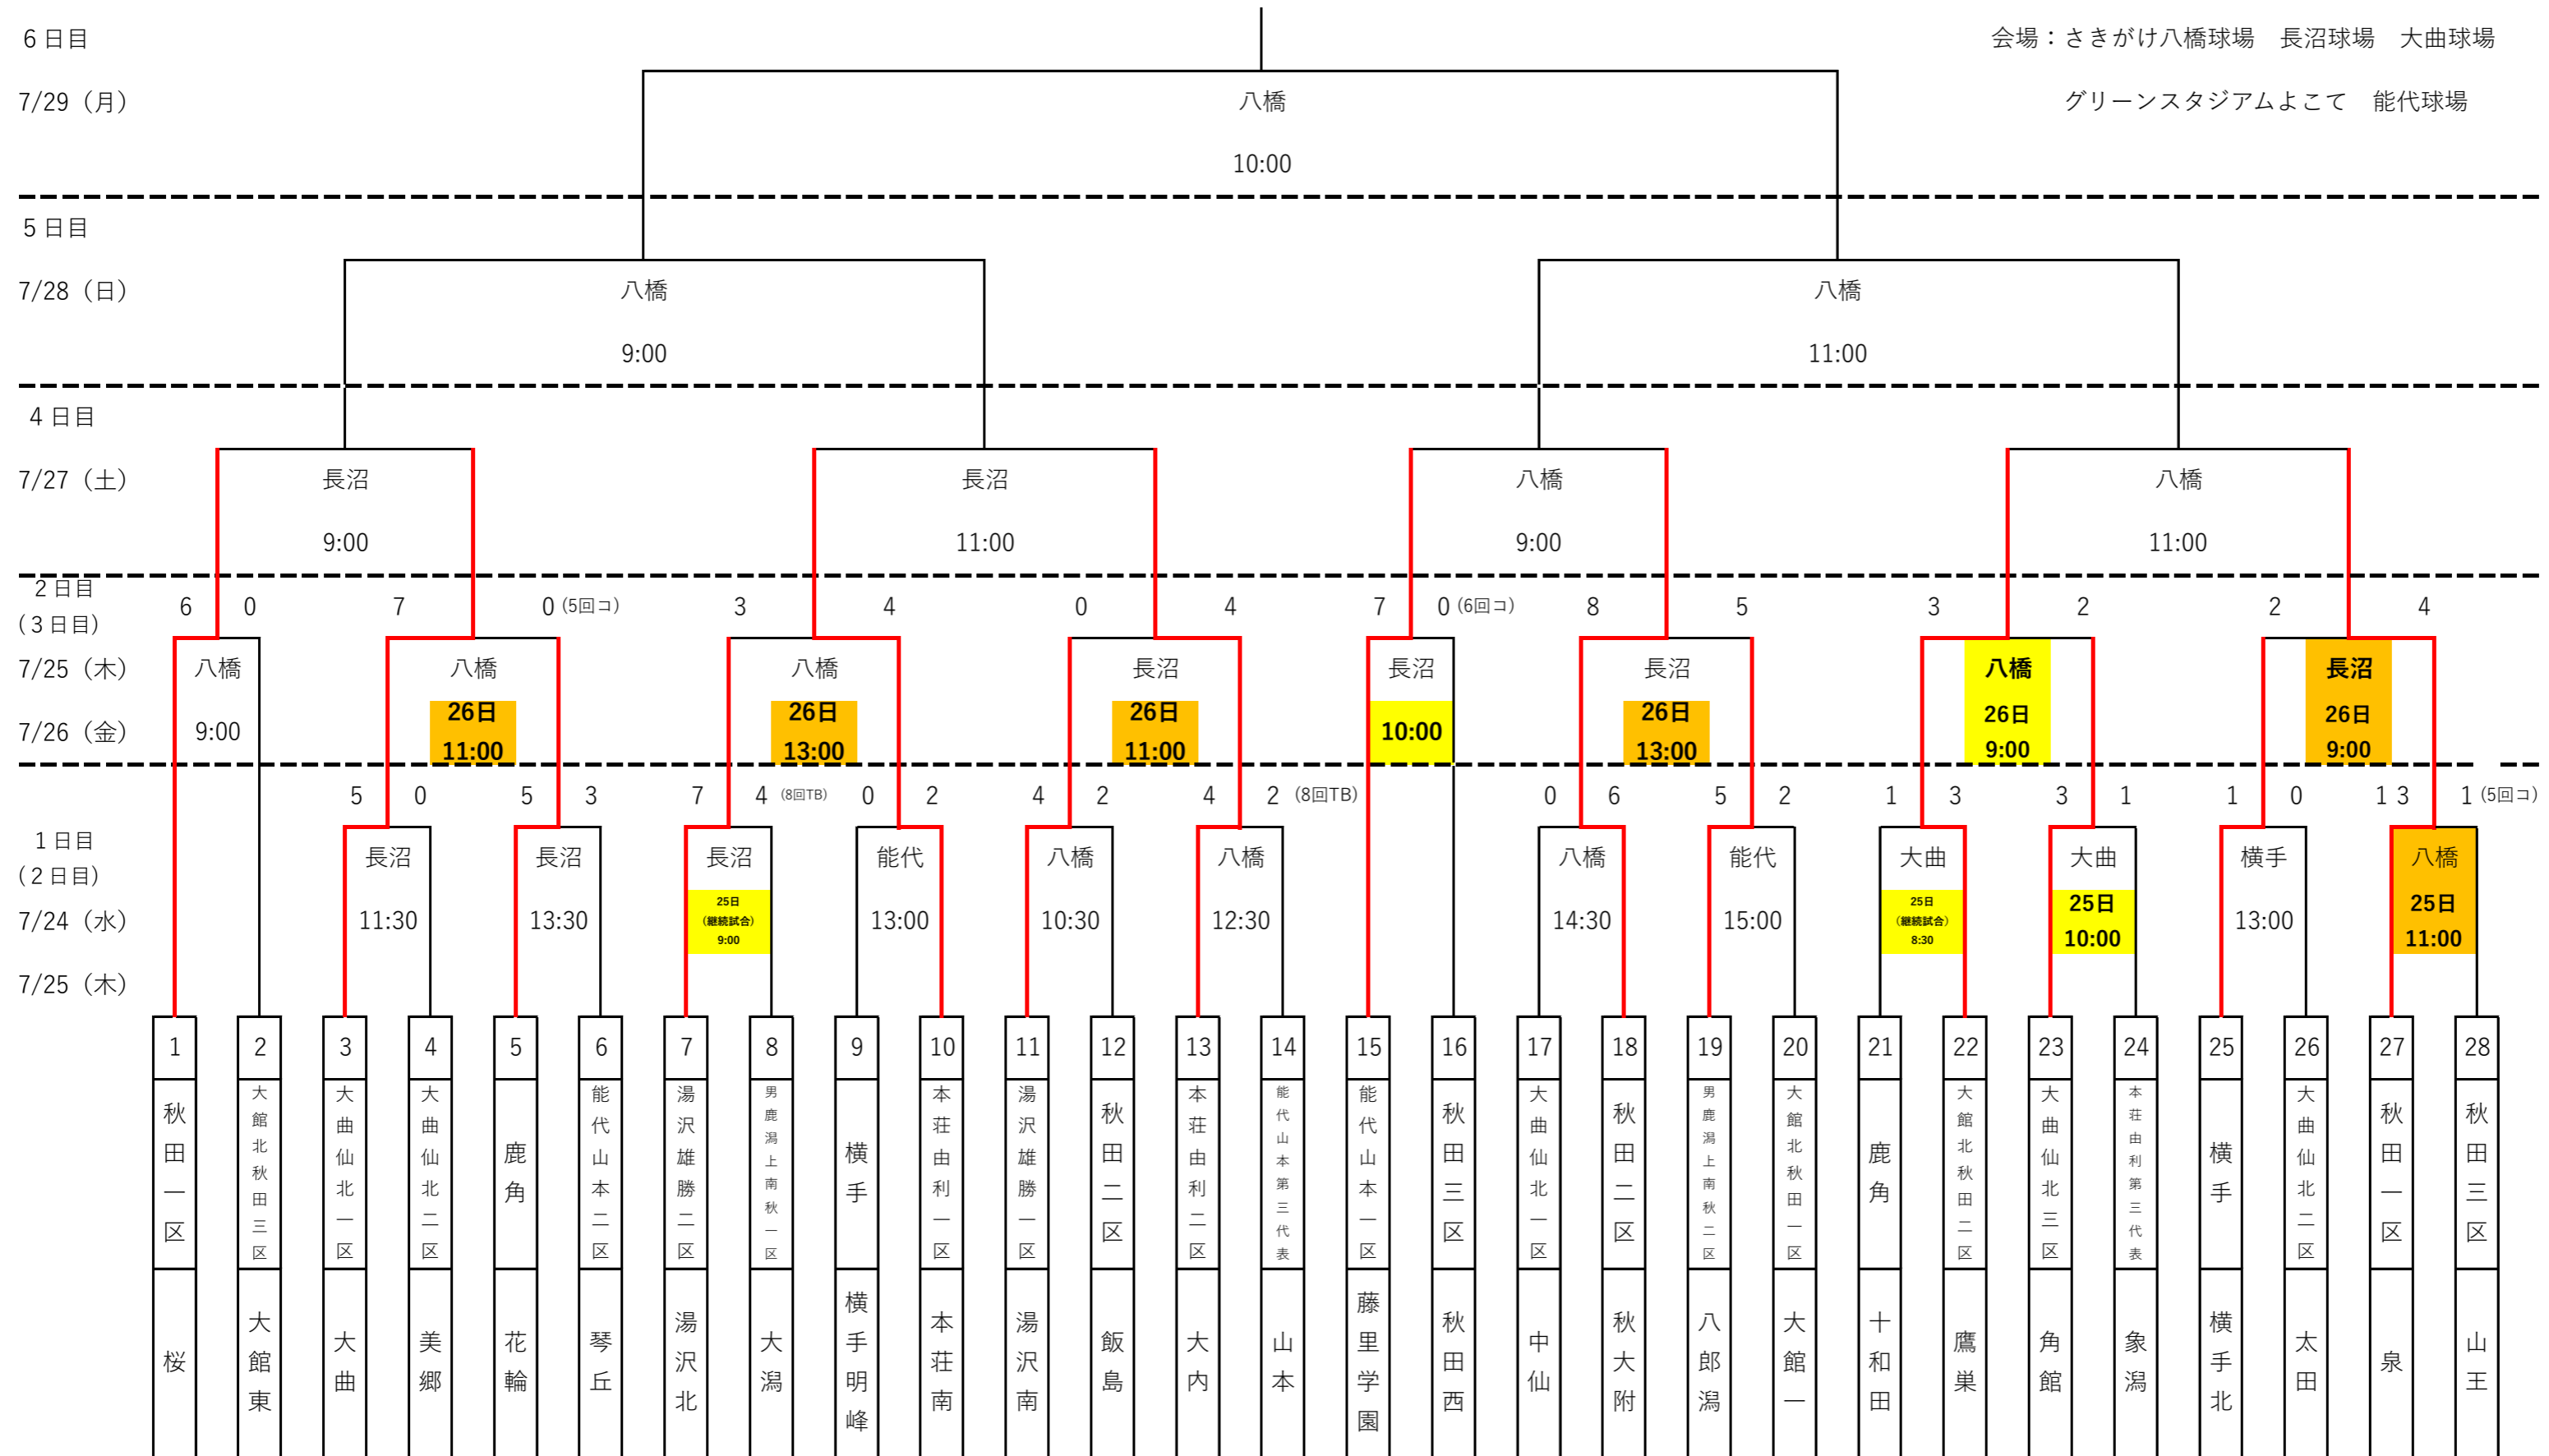 ６日目
会場：さきがけ八橋球場　長沼球場　大曲球場
7/29（月）
八橋
グリーンスタジアムよこて　能代球場
10:00
５日目
7/28（日）
八橋
八橋
9:00
11:00
４日目
7/27（土）
長沼
長沼
八橋
八橋
9:00
11:00
9:00
11:00
２日目
(３日目)
6 0 7 0 (5回コ) 3 4 0 4 7 0 (6回コ) 8 5 3 2 2 4
7/25（木）
八橋 八橋 八橋 長沼 長沼 長沼 八橋 長沼
7/26（金）
9:00
26日
11:00
26日
13:00
26日
11:00
10:00
26日
13:00
26日
9:00
26日
9:00
5 0 5 3 7 4 (8回TB) 0 2 4 2 4 2 (8回TB) 0 6 5 2 1 3 3 1 1 0 1 3 1 (5回コ)
１日目
(２日目)
長沼 長沼 長沼 能代 八橋 八橋 八橋 能代 大曲 大曲 横手 八橋
7/24（水）
11:30
13:30
25日
(継続試合)
9:00
13:00
10:30
12:30
14:30
15:00
25日
(継続試合)
8:30
25日
10:00
13:00
25日
11:00
7/25（木）
1 2 3 4 5 6 7 8 9 10 11 12 13 14 15 16 17 18 19 20 21 22 23 24 25 26 27 28
秋田一区
大館北秋田三区
大曲仙北一区
大曲仙北二区
鹿角
能代山本二区
湯沢雄勝二区
男鹿潟上南秋一区
横手
本荘由利一区
湯沢雄勝一区
秋田二区
本荘由利二区
能代山本第三代表
能代山本一区
秋田三区
大曲仙北一区
秋田二区
男鹿潟上南秋二区
大館北秋田一区
鹿角
大館北秋田二区
大曲仙北三区
本荘由利第三代表
横手
大曲仙北二区
秋田一区
秋田三区
桜
大館東
大曲
美郷
花輪
琴丘
湯沢北
大潟
横手明峰
本荘南
湯沢南
飯島
大内
山本
藤里学園
秋田西
中仙
秋大附
八郎潟
大館一
十和田
鷹巣
角館
象潟
横手北
太田
泉
山王